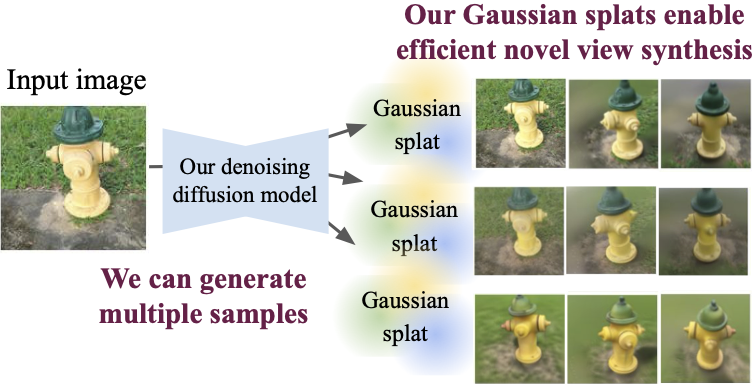 Our Gaussian splats enable
efficient novel view synthesis
Input image
Our denoising
diffusion model
Gaussian
splat
Gaussian
splat
Gaussian
splat
We can generate
multiple samples